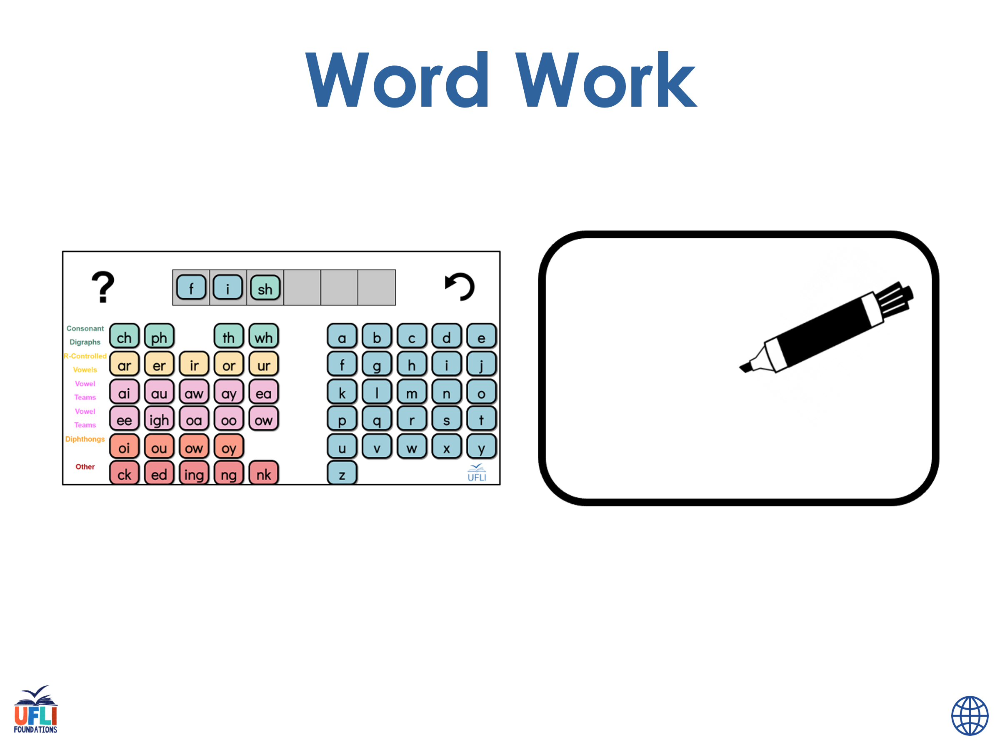 Word Work
?
f i sh
Consonant
Digraphs
ch ph th wh
R-Controlled
Vowels
ar er ir or ur
Vowel
Teams
ai au aw ay ea
Vowel
Teams
ee igh oa oo ow
Diphthongs
oi ou ow oy
Other
ck ed ing ng nk
a b c d e
f g h i j
k l m n o
p q r s t
u v w x y
z
UFLI
UFLI
FOUNDATIONS